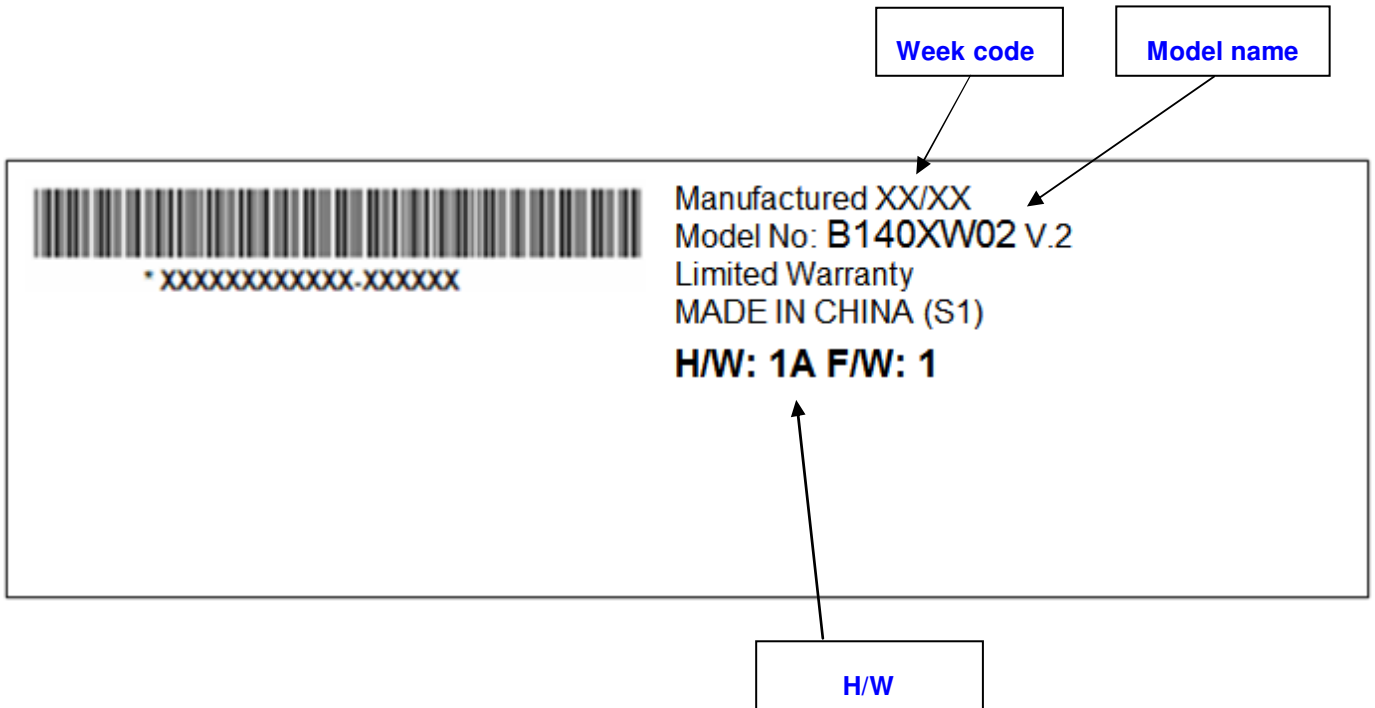 Week code
Model name
Manufactured XX/XX
Model No: B140XW02 V.2
Limited Warranty
MADE IN CHINA (S1)
H/W: 1A F/W: 1
* XXXXXXXXXXXX-XXXXXX
H/W